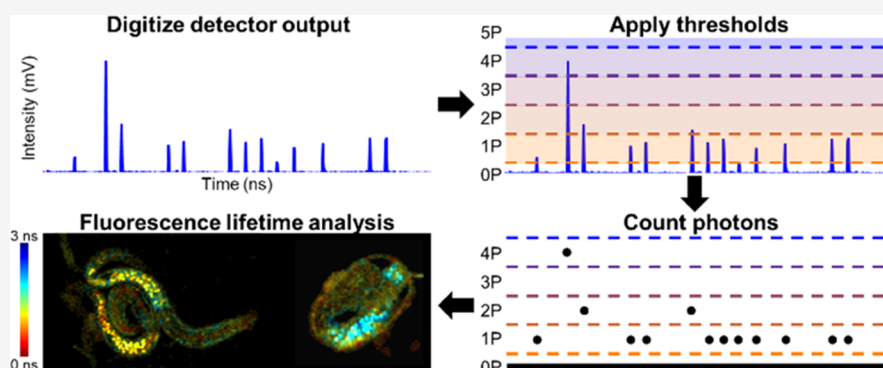 Digitize detector output
Intensity (mV)
Time (ns)
Apply thresholds
5P
4P
3P
2P
1P
0P
Fluorescence lifetime analysis
3 ns
0 ns
Count photons
4P
3P
2P
1P
0P